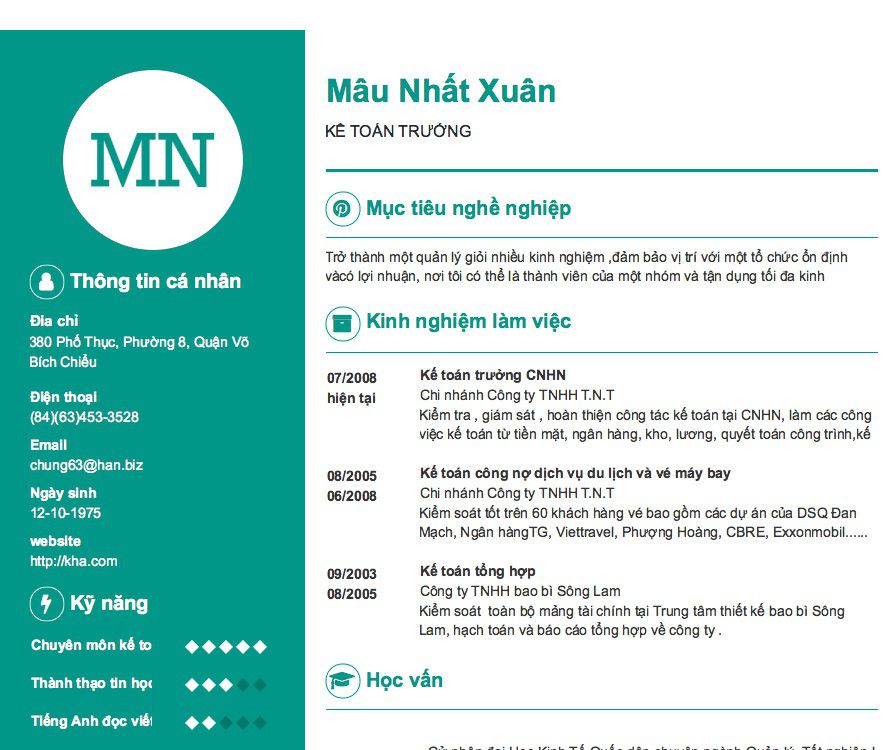 MN
Thông tin cá nhân
Địa chỉ
380 Phố Thục, Phường 8, Quận Võ
Bích Chiểu
Điện thoại
(84)(63)453-3528
Email
chung63@han.biz
Ngày sinh
12-10-1975
website
http://kha.com
Kỹ năng
Chuyên môn kế to
Thành thạo tin học
Tiếng Anh đọc viết
Mâu Nhất Xuân
KẾ TOÁN TRƯỞNG
Mục tiêu nghề nghiệp
Trở thành một quản lý giỏi nhiều kinh nghiệm ,đảm bảo vị trí với một tổ chức ổn định
vàcó lợi nhuận, nơi tôi có thể là thành viên của một nhóm và tận dụng tối đa kinh
Kinh nghiệm làm việc
07/2008
hiện tại
Kế toán trưởng CNHN
Chi nhánh Công ty TNHH T.N.T
Kiểm tra , giám sát , hoàn thiện công tác kế toán tại CNHN, làm các công
việc kế toán từ tiền mặt, ngân hàng, kho, lương, quyết toán công trình,kế
08/2005
06/2008
Kế toán công nợ dịch vụ du lịch và vé máy bay
Chi nhánh Công ty TNHH T.N.T
Kiểm soát tốt trên 60 khách hàng vé bao gồm các dự án của DSQ Đan
Mạch, Ngân hàngTG, Viettravel, Phượng Hoàng, CBRE, Exxonmobil......
09/2003
08/2005
Kế toán tổng hợp
Công ty TNHH bao bì Sông Lam
Kiểm soát  toàn bộ mảng tài chính tại Trung tâm thiết kế bao bì Sông
Lam, hạch toán và báo cáo tổng hợp về công ty .
Học vấn